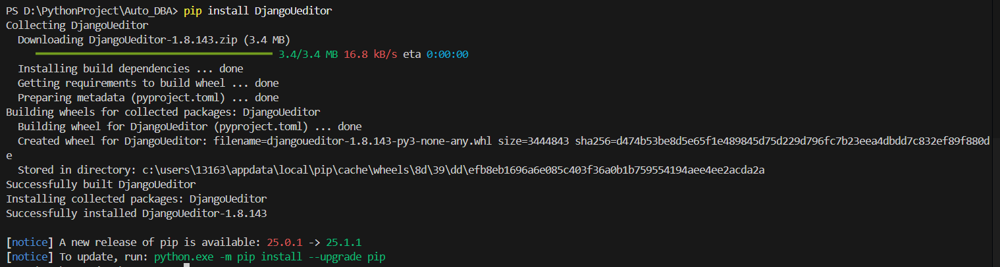 PS D:\PythonProject\Auto_DBA> pip install DjangoUeditor
Collecting DjangoUeditor
  Downloading DjangoUeditor-1.8.143.zip (3.4 MB)
     3.4/3.4 MB 16.8 kB/s eta 0:00:00
  Installing build dependencies ... done
  Getting requirements to build wheel ... done
  Preparing metadata (pyproject.toml) ... done
Building wheels for collected packages: DjangoUeditor
  Building wheel for DjangoUeditor (pyproject.toml) ... done
  Created wheel for DjangoUeditor: filename=djangoueditor-1.8.143-py3-none-any.whl size=3444843 sha256=d474b53be8d5e65f1e489845d75d229d796fc7b23eea4dbdd7c832ef89f880d
e
  Stored in directory: c:\users\13163\appdata\local\pip\cache\wheels\8d\39\dd\efb8eb1696a6e085c403f36a0b1b759554194aee4ee2acda2a
Successfully built DjangoUeditor
Installing collected packages: DjangoUeditor
Successfully installed DjangoUeditor-1.8.143
[notice] A new release of pip is available: 25.0.1 -> 25.1.1
[notice] To update, run: python.exe -m pip install --upgrade pip